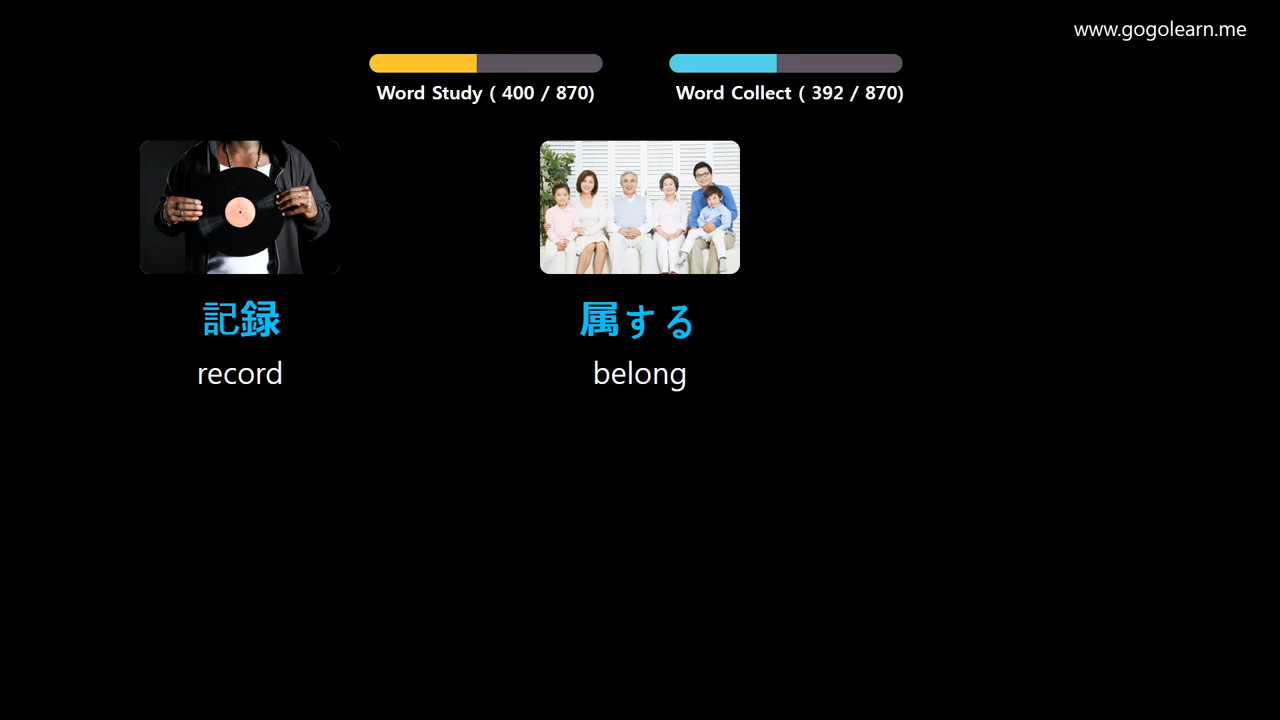 www.gogolearn.me
Word Study ( 400 / 870)
Word Collect ( 392 / 870)
記録
属する
record
belong